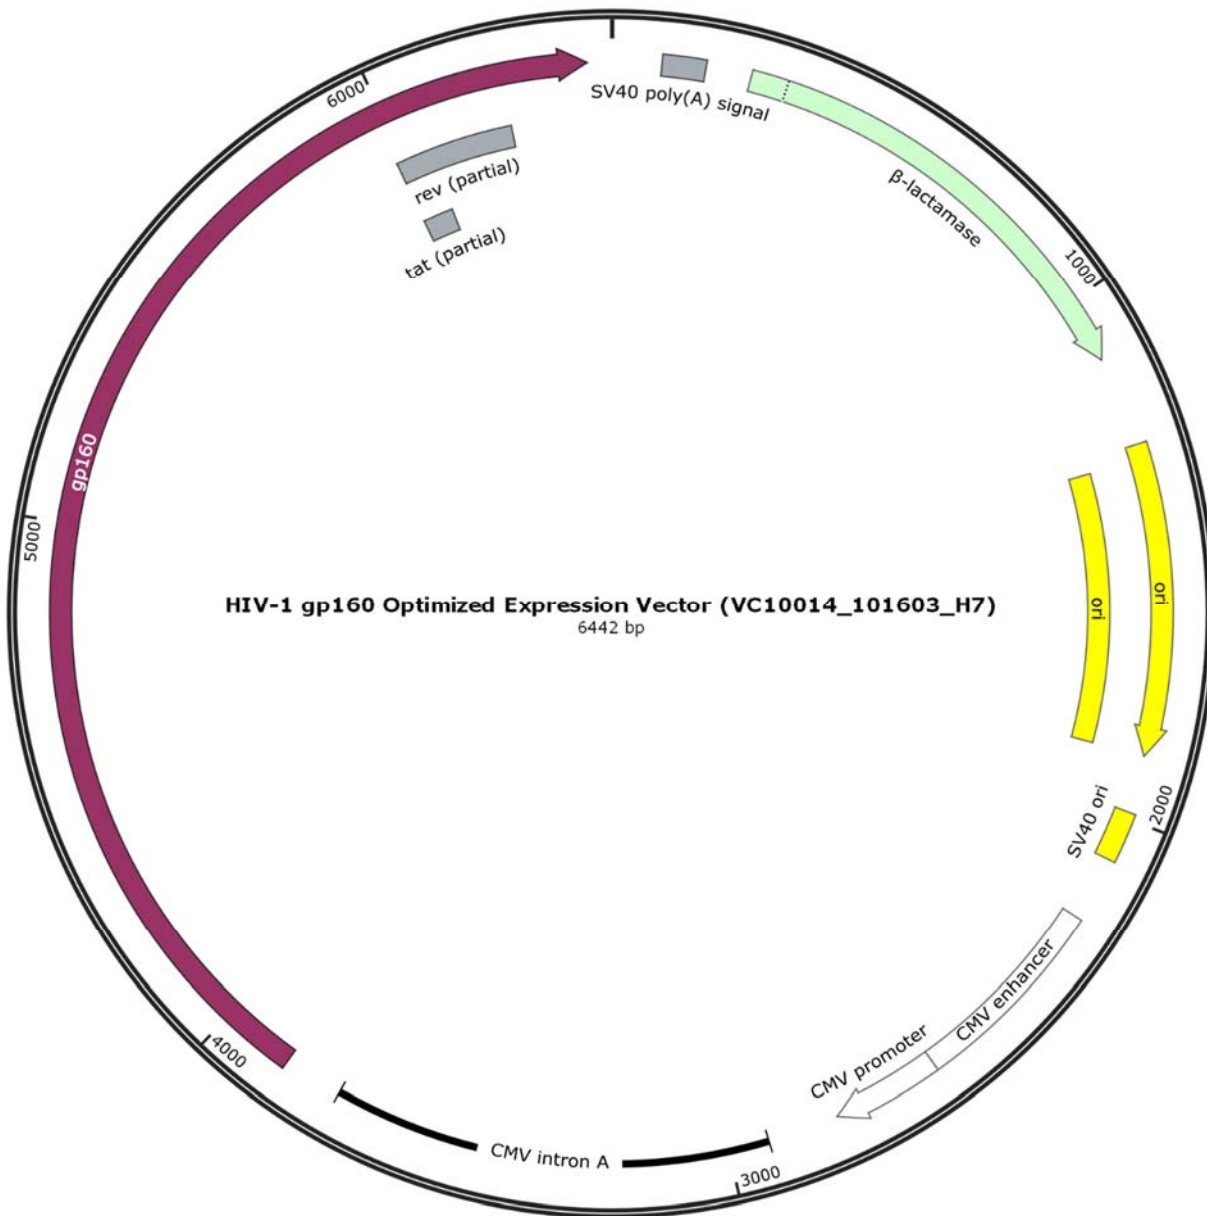 6000
SV40 poly(A) signal
rev (partial)
tat (partial)
β-lactamase
1000
gp160
5000
HIV-1 gp160 Optimized Expression Vector (VC10014_101603_H7)
6442 bp
ori
ori
SV40 ori
2000
CMV enhancer
CMV promoter
4000
CMV intron A
3000